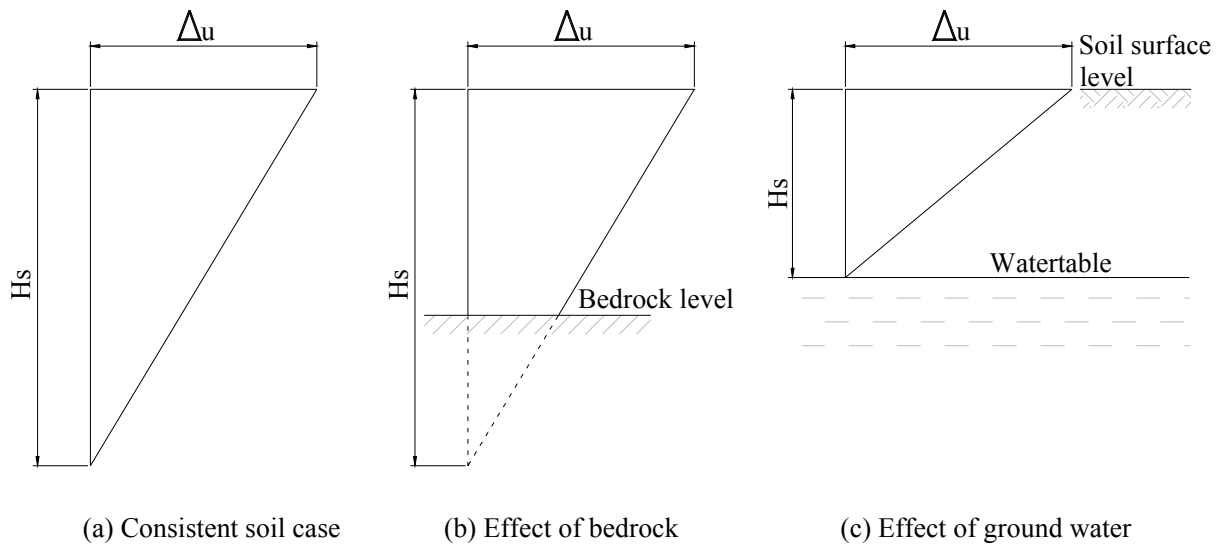 Δu
Δu
Δu
Soil surface
level
Hs
Hs
Hs
Bedrock level
Watertable
(a) Consistent soil case
(b) Effect of bedrock
(c) Effect of ground water